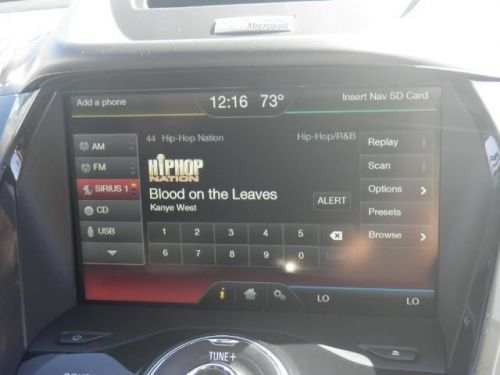 Microsoft
Add a phone 12:16 73° Insert Nav SD Card
AM
FM
SIRIUS 1
CD
USB
44 Hip-Hop Nation Hip-Hop/R&B
HIPHOP
NATION
Blood on the Leaves
Kanye West
ALERT
1 2 3 4 5
6 7 8 9 0 Enter
Replay
Scan
Options
Presets
Browse
LO LO
TUNE+